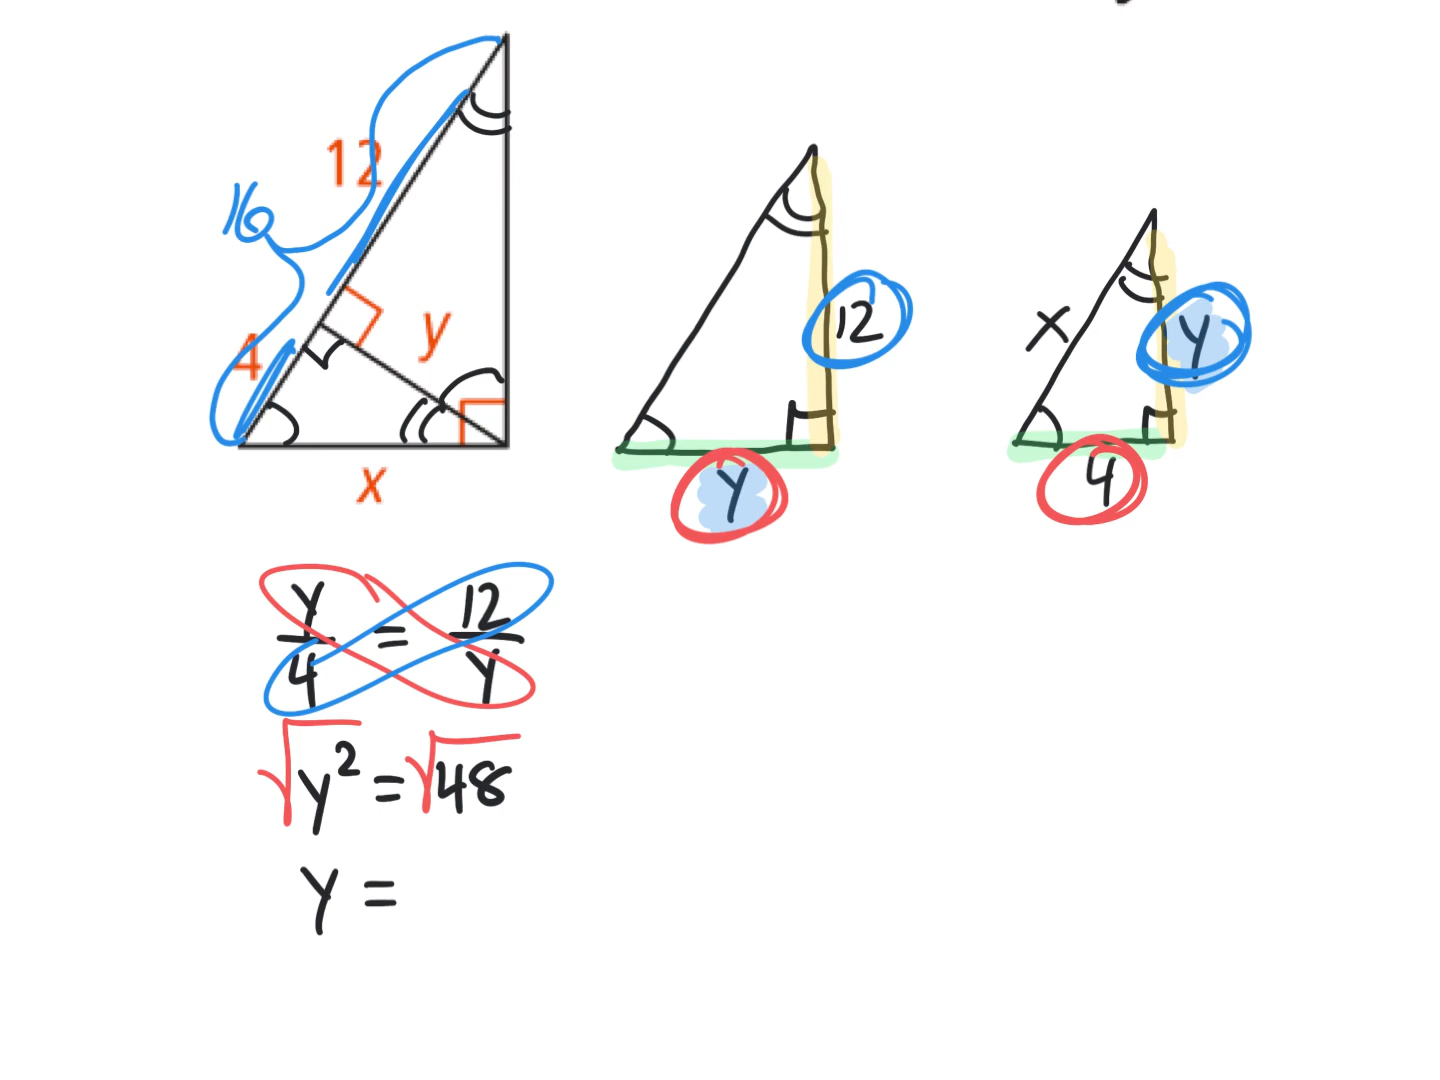 12
16
4
y
x
12
y
x
y
4
y/4 = 12/y
√y² = √48
y =